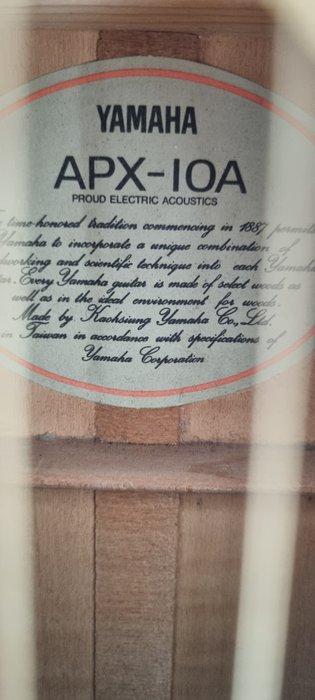 YAMAHA
APX-10A
PROUD ELECTRIC ACOUSTICS
time-honored tradition commencing in 1887 permits
Yamaha to incorporate a unique combination of
dworking and scientific technique into each Yamaha
tar. Every Yamaha guitar is made of select woods as
well as in the ideal environment for woods.
Made by Kaohsiung Yamaha Co., Ltd.
in Taiwan in accordance with specifications of
Yamaha Corporation